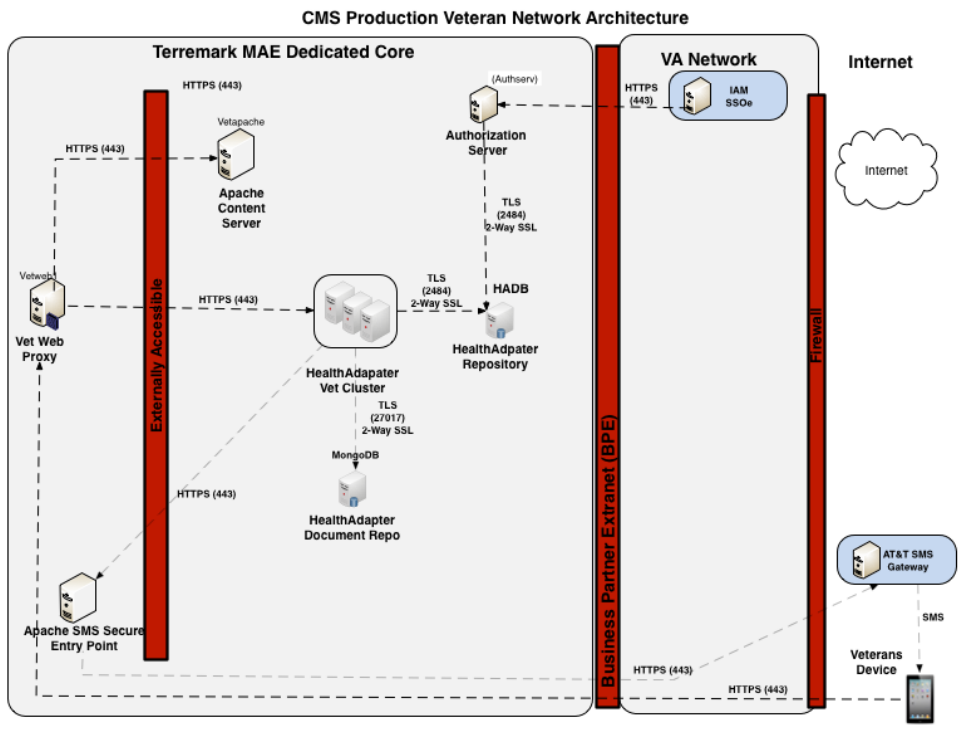 CMS Production Veteran Network Architecture
Terremark MAE Dedicated Core
VA Network
Internet
HTTPS (443)
(Authserv)
Authorization
Server
HTTPS
(443)
IAM
SSOe
Internet
Vetapache
HTTPS (443)
Apache
Content
Server
TLS
(2484)
2-Way SSL
Vetweb
Vet Web
Proxy
HTTPS (443)
TLS
(2484)
2-Way SSL
HADB
HealthAdpater
Repository
HealthAdapater
Vet Cluster
Externally Accessible
Firewall
TLS
(27017)
2-Way SSL
MongoDB
HealthAdapter
Document Repo
HTTPS (443)
Business Partner Extranet (BPE)
AT&T SMS
Gateway
Apache SMS Secure
Entry Point
SMS
HTTPS (443)
Veterans
Device
HTTPS (443)